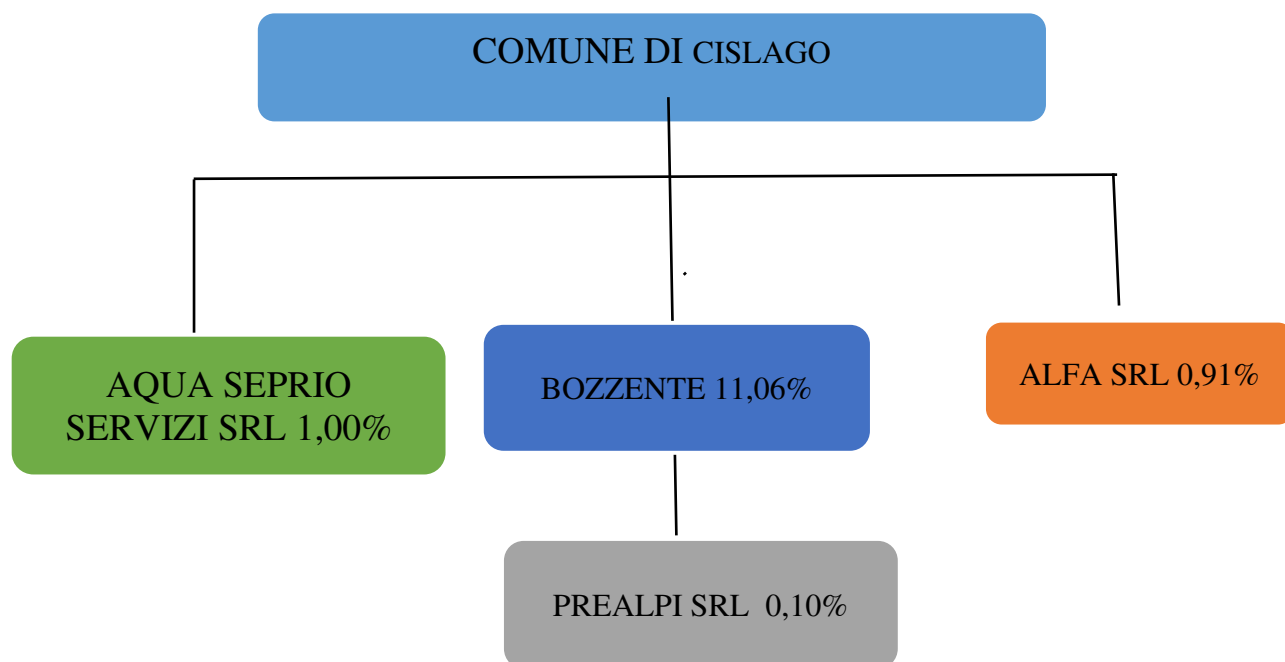 COMUNE DI CISLAGO
AQUA SEPRIO
SERVIZI SRL 1,00%
BOZZENTE 11,06%
ALFA SRL 0,91%
PREALPI SRL 0,10%